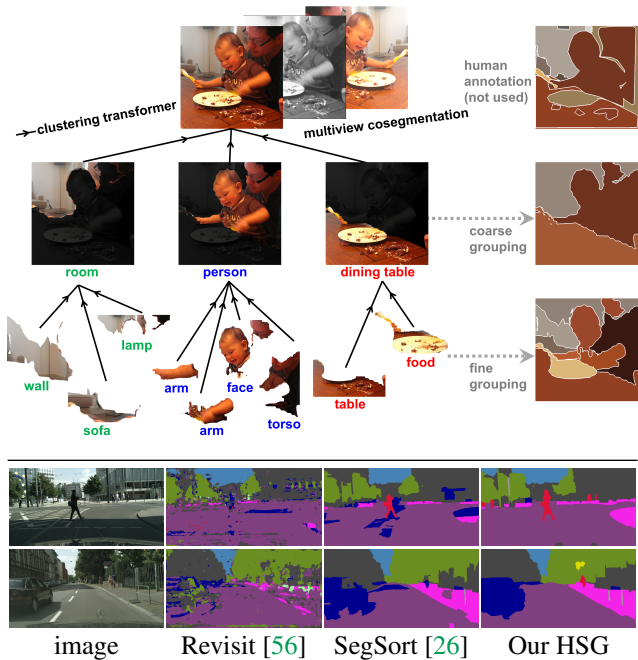 human
annotation
(not used)
clustering transformer
multiview cosegmentation
coarse
grouping
room
person
dining table
lamp
wall
sofa
arm
face
arm
torso
food
table
fine
grouping
image
Revisit [56]
SegSort [26]
Our HSG